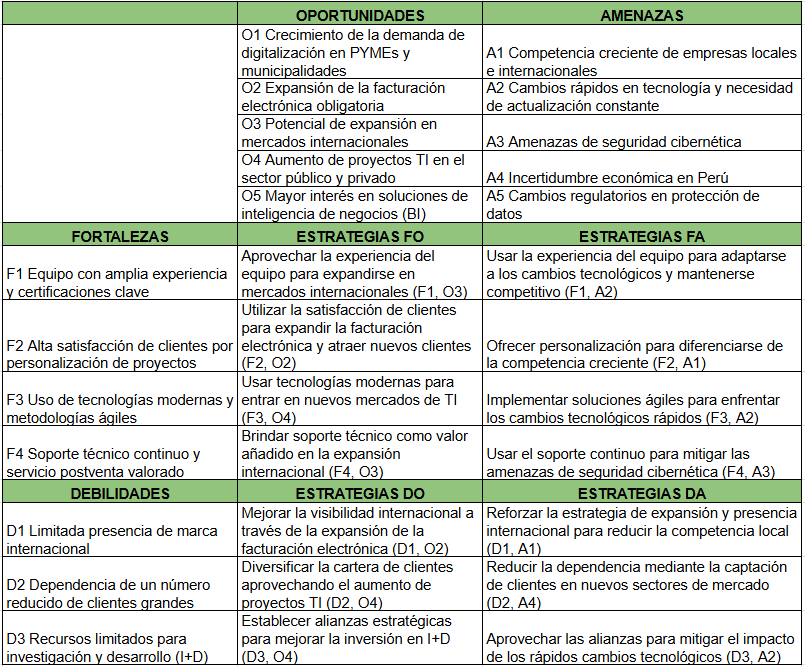 OPORTUNIDADES
AMENAZAS
O1 Crecimiento de la demanda de
digitalización en PYMEs y
municipalidades
A1 Competencia creciente de empresas locales
e internacionales
O2 Expansión de la facturación
electrónica obligatoria
A2 Cambios rápidos en tecnología y necesidad
de actualización constante
O3 Potencial de expansión en
mercados internacionales
A3 Amenazas de seguridad cibernética
O4 Aumento de proyectos TI en el
sector público y privado
A4 Incertidumbre económica en Perú
O5 Mayor interés en soluciones de
inteligencia de negocios (BI)
A5 Cambios regulatorios en protección de
datos
FORTALEZAS
ESTRATEGIAS FO
ESTRATEGIAS FA
F1 Equipo con amplia experiencia
y certificaciones clave
Aprovechar la experiencia del
equipo para expandirse en
mercados internacionales (F1, O3)
Usar la experiencia del equipo para adaptarse
a los cambios tecnológicos y mantenerse
competitivo (F1, A2)
F2 Alta satisfacción de clientes por
personalización de proyectos
Utilizar la satisfacción de clientes
para expandir la facturación
electrónica y atraer nuevos clientes
(F2, O2)
Ofrecer personalización para diferenciarse de
la competencia creciente (F2, A1)
F3 Uso de tecnologías modernas y
metodologías ágiles
Usar tecnologías modernas para
entrar en nuevos mercados de TI
(F3, O4)
Implementar soluciones ágiles para enfrentar
los cambios tecnológicos rápidos (F3, A2)
F4 Soporte técnico continuo y
servicio postventa valorado
Brindar soporte técnico como valor
añadido en la expansión
internacional (F4, O3)
Usar el soporte continuo para mitigar las
amenazas de seguridad cibernética (F4, A3)
DEBILIDADES
ESTRATEGIAS DO
ESTRATEGIAS DA
D1 Limitada presencia de marca
internacional
Mejorar la visibilidad internacional a
través de la expansión de la
facturación electrónica (D1, O2)
Reforzar la estrategia de expansión y presencia
internacional para reducir la competencia local
(D1, A1)
D2 Dependencia de un número
reducido de clientes grandes
Diversificar la cartera de clientes
aprovechando el aumento de
proyectos TI (D2, O4)
Reducir la dependencia mediante la captación
de clientes en nuevos sectores de mercado
(D2, A4)
D3 Recursos limitados para
investigación y desarrollo (I+D)
Establecer alianzas estratégicas
para mejorar la inversión en I+D
(D3, O4)
Aprovechar las alianzas para mitigar el impacto
de los rápidos cambios tecnológicos (D3, A2)